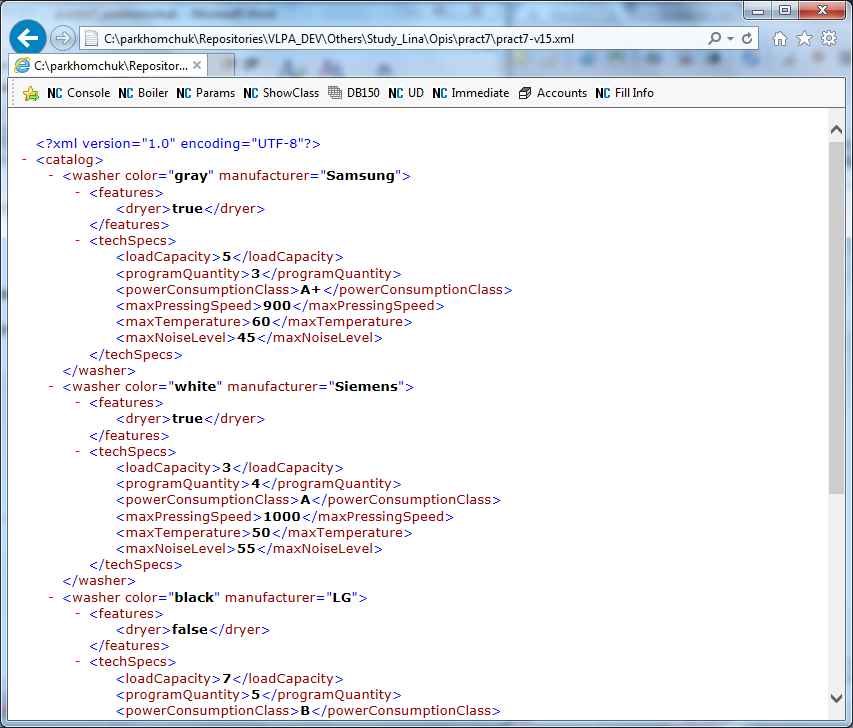 C:\parkhomchuk\Repositories\VLPA_DEV\Others\Study_Lina\Opis\pract7\pract7-v15.xml
C:\parkhomchuk\Repositor...
NC Console NC Boiler NC Params NC ShowClass DB150 NC UD NC Immediate Accounts NC Fill Info
<?xml version="1.0" encoding="UTF-8"?>
- <catalog>
- <washer color="gray" manufacturer="Samsung">
- <features>
<dryer>true</dryer>
</features>
- <techSpecs>
<loadCapacity>5</loadCapacity>
<programQuantity>3</programQuantity>
<powerConsumptionClass>A+</powerConsumptionClass>
<maxPressingSpeed>900</maxPressingSpeed>
<maxTemperature>60</maxTemperature>
<maxNoiseLevel>45</maxNoiseLevel>
</techSpecs>
</washer>
- <washer color="white" manufacturer="Siemens">
- <features>
<dryer>true</dryer>
</features>
- <techSpecs>
<loadCapacity>3</loadCapacity>
<programQuantity>4</programQuantity>
<powerConsumptionClass>A</powerConsumptionClass>
<maxPressingSpeed>1000</maxPressingSpeed>
<maxTemperature>50</maxTemperature>
<maxNoiseLevel>55</maxNoiseLevel>
</techSpecs>
</washer>
- <washer color="black" manufacturer="LG">
- <features>
<dryer>false</dryer>
</features>
- <techSpecs>
<loadCapacity>7</loadCapacity>
<programQuantity>5</programQuantity>
<powerConsumptionClass>B</powerConsumptionClass>